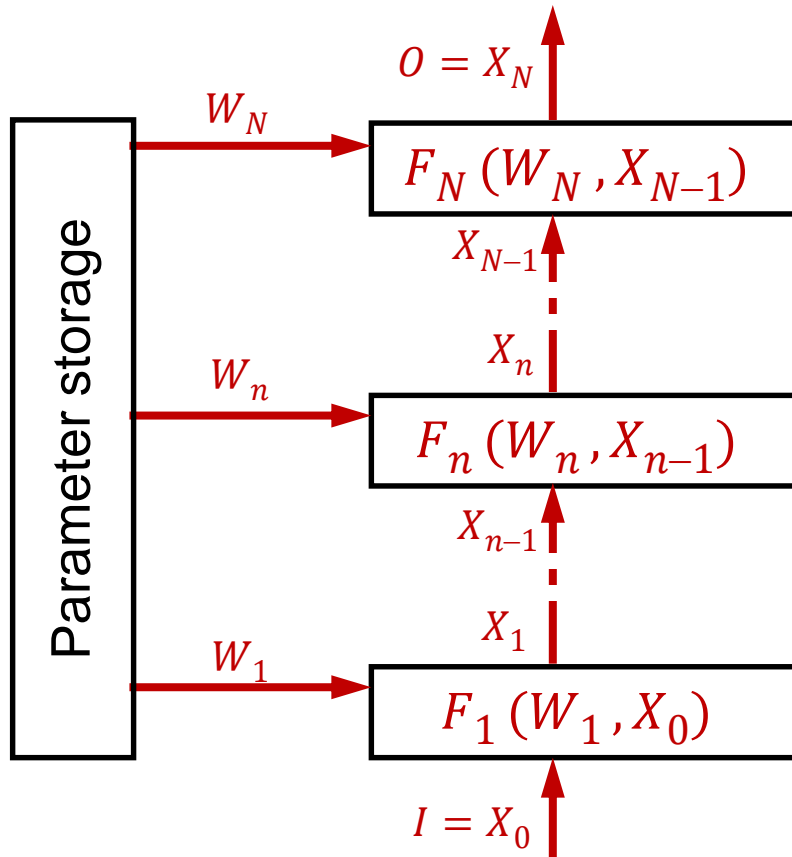 O = X_N
W_N
F_N (W_N , X_{N−1})
X_{N−1}
X_n
W_n
F_n (W_n , X_{n−1})
X_{n−1}
X_1
W_1
F_1 (W_1 , X_0)
I = X_0
Parameter storage